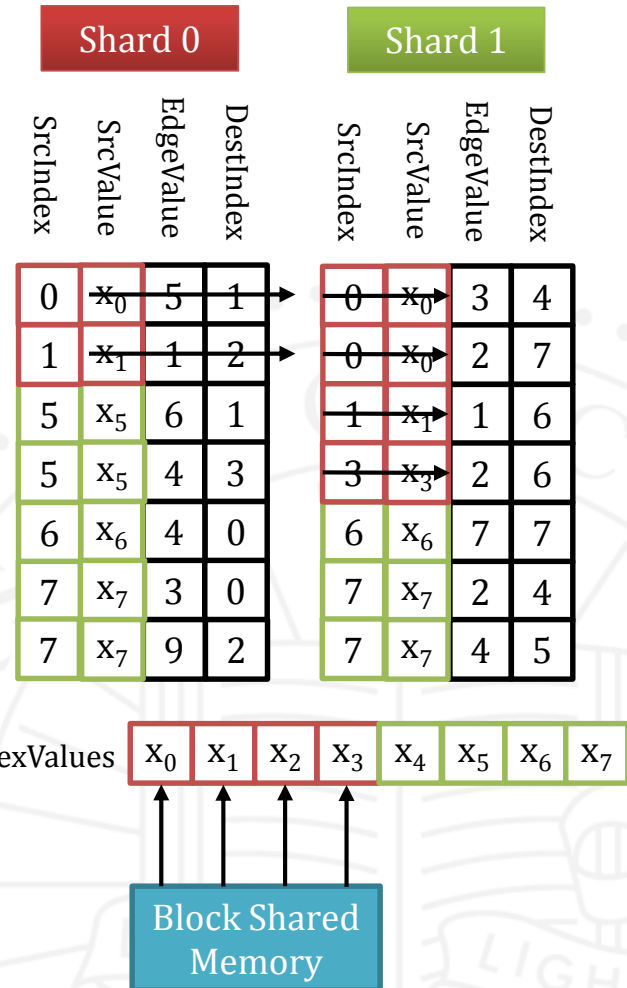 Shard 0 Shard 1
SrcIndex SrcValue EdgeValue DestIndex SrcIndex SrcValue EdgeValue DestIndex
0 x₀ 5 1 0 x₀ 3 4
1 x₁ 1 2 0 x₀ 2 7
5 x₅ 6 1 1 x₁ 1 6
5 x₅ 4 3 3 x₃ 2 6
6 x₆ 4 0 6 x₆ 7 7
7 x₇ 3 0 7 x₇ 2 4
7 x₇ 9 2 7 x₇ 4 5
exValues x₀ x₁ x₂ x₃ x₄ x₅ x₆ x₇
Block Shared
Memory
LIGH